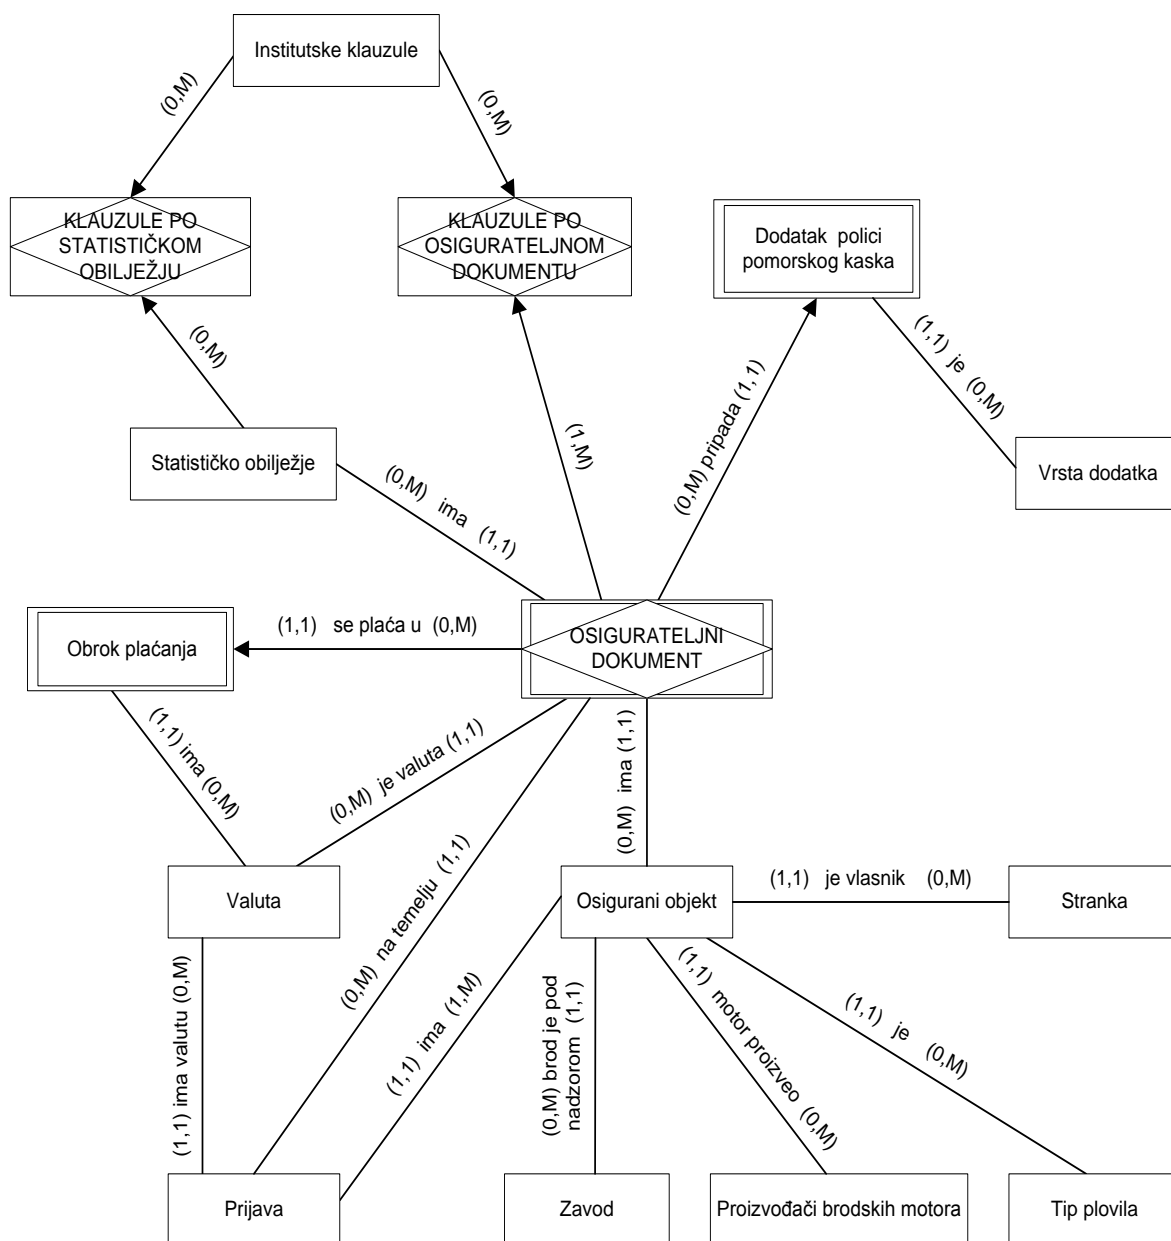 Institutske klauzule
(0,M)
(0,M)
KLAUZULE PO
STATISTIČKOM
OBILJEŽJU
KLAUZULE PO
OSIGURATELJNOM
DOKUMENTU
Dodatak polici
pomorskog kaska
(0,M)
(1,M)
(0,M) pripada (1,1)
(1,1) je (0,M)
Statističko obilježje
(0,M) ima (1,1)
Vrsta dodatka
Obrok plaćanja
(1,1) se plaća u (0,M)
OSIGURATELJNI
DOKUMENT
(1,1) ima (0,M)
(0,M) je valuta (1,1)
(0,M) na temelju (1,1)
(0,M) ima (1,1)
Valuta
Osigurani objekt
(1,1) je vlasnik (0,M)
Stranka
(1,1) ima valutu (0,M)
(1,1) ima (1,M)
(0,M) brod je pod
nadzorom (1,1)
(1,1) motor proizveo (0,M)
(1,1) je (0,M)
Prijava
Zavod
Proizvođači brodskih motora
Tip plovila